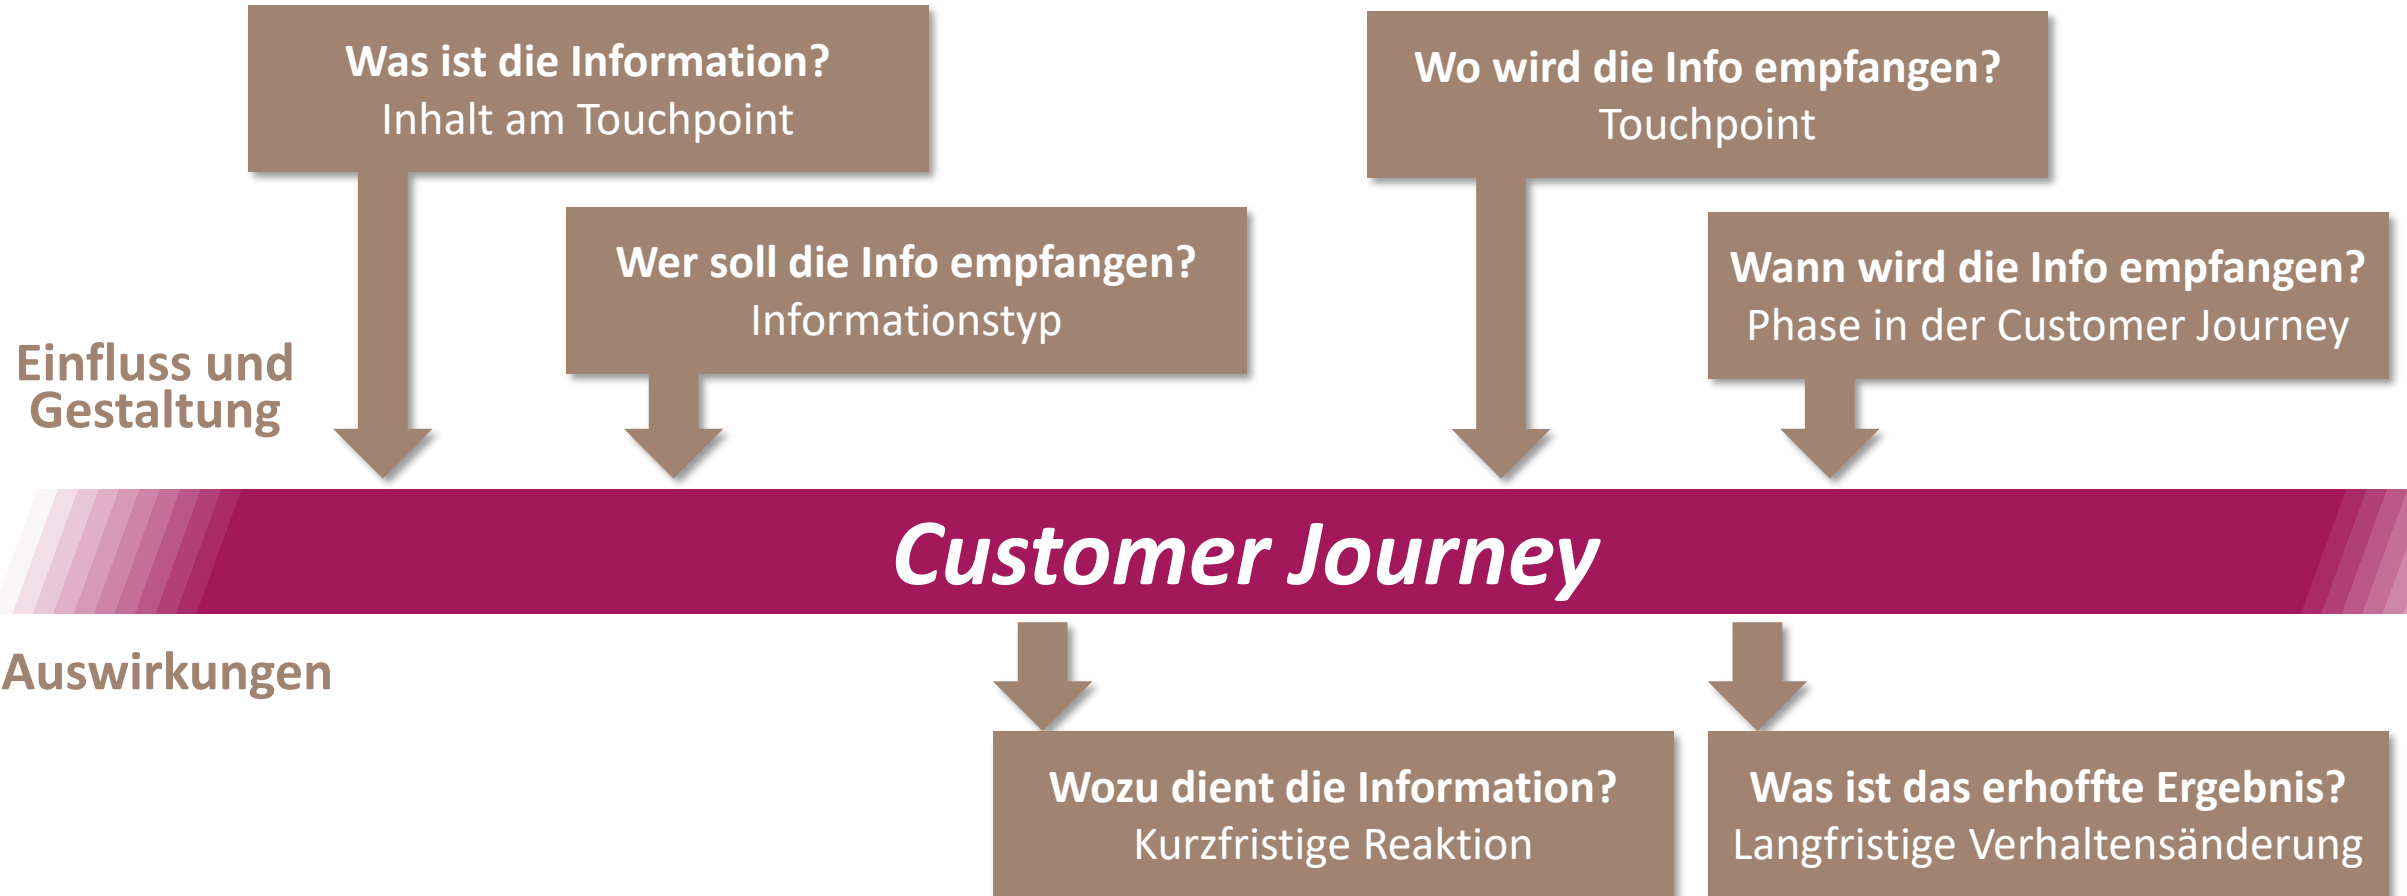 Was ist die Information?
Inhalt am Touchpoint
Wo wird die Info empfangen?
Touchpoint
Wer soll die Info empfangen?
Informationstyp
Wann wird die Info empfangen?
Phase in der Customer Journey
Einfluss und
Gestaltung
Customer Journey
Auswirkungen
Wozu dient die Information?
Kurzfristige Reaktion
Was ist das erhoffte Ergebnis?
Langfristige Verhaltensänderung